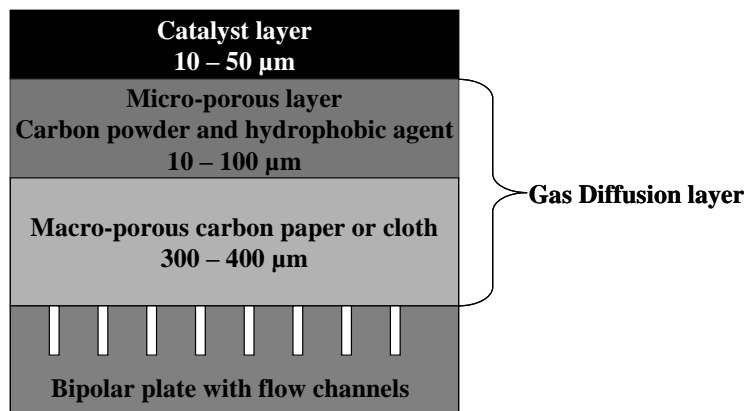 Catalyst layer
10 – 50 µm
Micro-porous layer
Carbon powder and hydrophobic agent
10 – 100 µm
Gas Diffusion layer
Macro-porous carbon paper or cloth
300 – 400 µm
Bipolar plate with flow channels